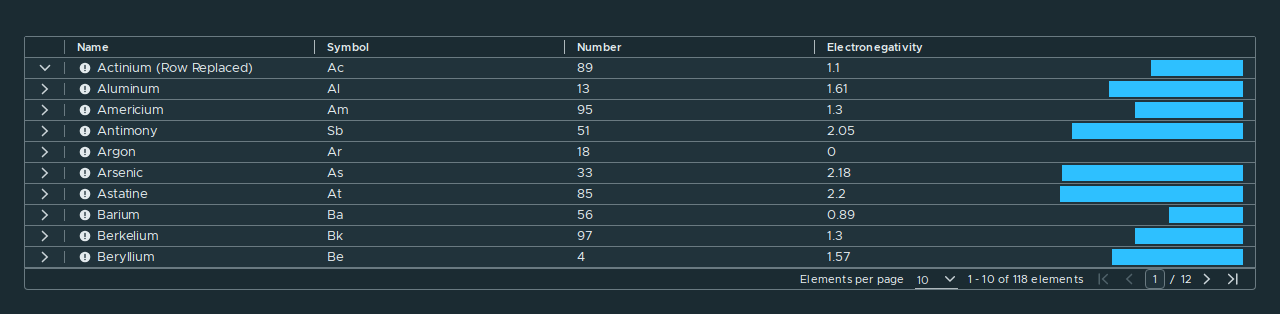 Name Symbol Number Electronegativity
Actinium (Row Replaced) Ac 89 1.1
Aluminum Al 13 1.61
Americium Am 95 1.3
Antimony Sb 51 2.05
Argon Ar 18 0
Arsenic As 33 2.18
Astatine At 85 2.2
Barium Ba 56 0.89
Berkelium Bk 97 1.3
Beryllium Be 4 1.57
Elements per page 10 1 - 10 of 118 elements 1 / 12